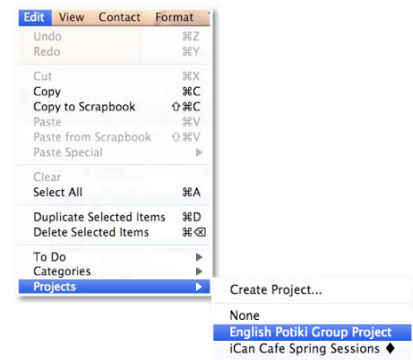 Edit View Contact Format
Undo ⌘Z
Redo ⌘Y
Cut ⌘X
Copy ⌘C
Copy to Scrapbook ⇧⌘C
Paste ⌘V
Paste from Scrapbook ⇧⌘V
Paste Special ▶
Clear
Select All ⌘A
Duplicate Selected Items ⌘D
Delete Selected Items ⌘⌫
To Do ▶
Categories ▶
Projects ▶
Create Project...
None
English Potiki Group Project
iCan Cafe Spring Sessions ♦